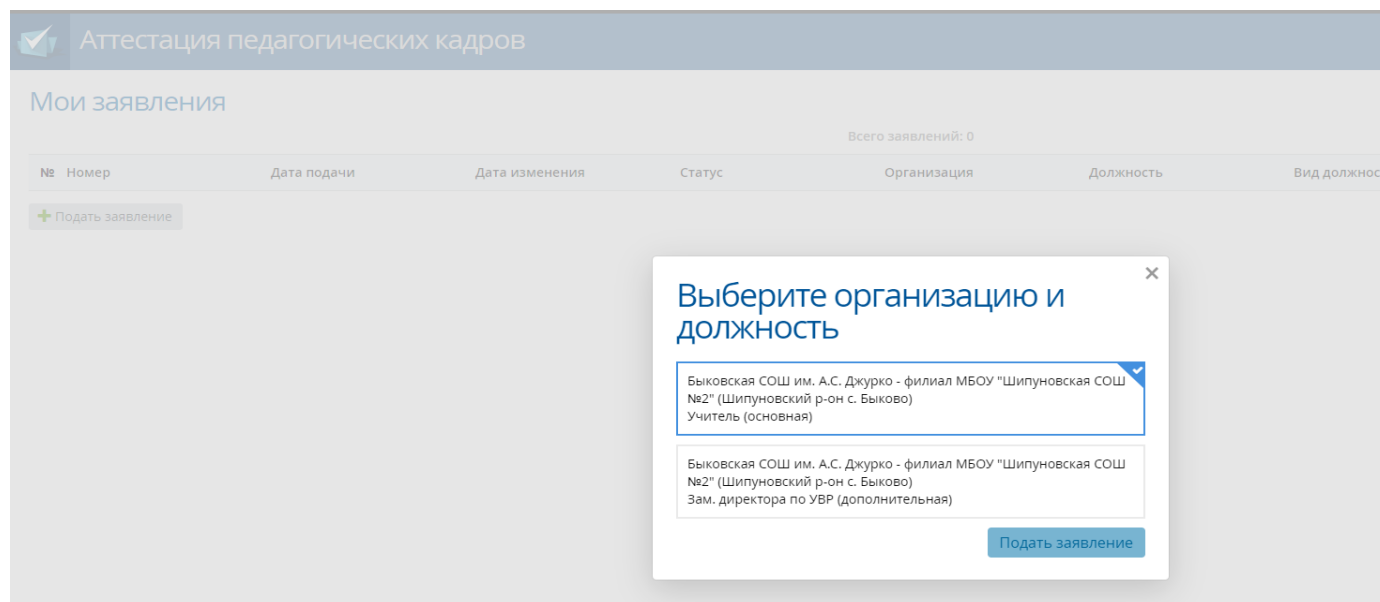 Аттестация педагогических кадров
Мои заявления
Всего заявлений: 0
№ Номер Дата подачи Дата изменения Статус Организация Должность Вид должнос
Подать заявление
Выберите организацию и
должность
Быковская СОШ им. А.С. Джурко - филиал МБОУ "Шипуновская СОШ
№2" (Шипуновский р-он с. Быково)
Учитель (основная)
Быковская СОШ им. А.С. Джурко - филиал МБОУ "Шипуновская СОШ
№2" (Шипуновский р-он с. Быково)
Зам. директора по УВР (дополнительная)
Подать заявление